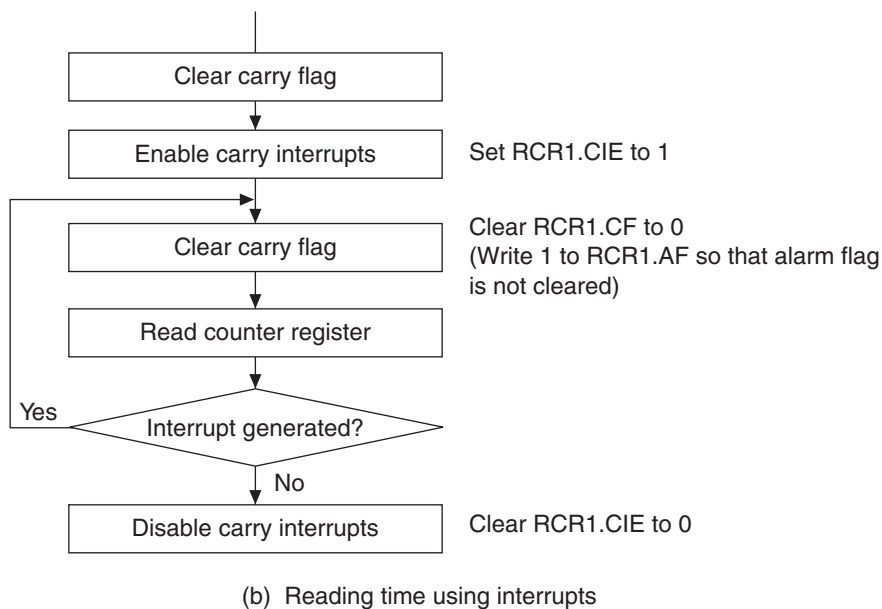 Clear carry flag
Enable carry interrupts
Set RCR1.CIE to 1
Clear carry flag
Clear RCR1.CF to 0
(Write 1 to RCR1.AF so that alarm flag
is not cleared)
Read counter register
Yes
Interrupt generated?
No
Disable carry interrupts
Clear RCR1.CIE to 0
(b) Reading time using interrupts